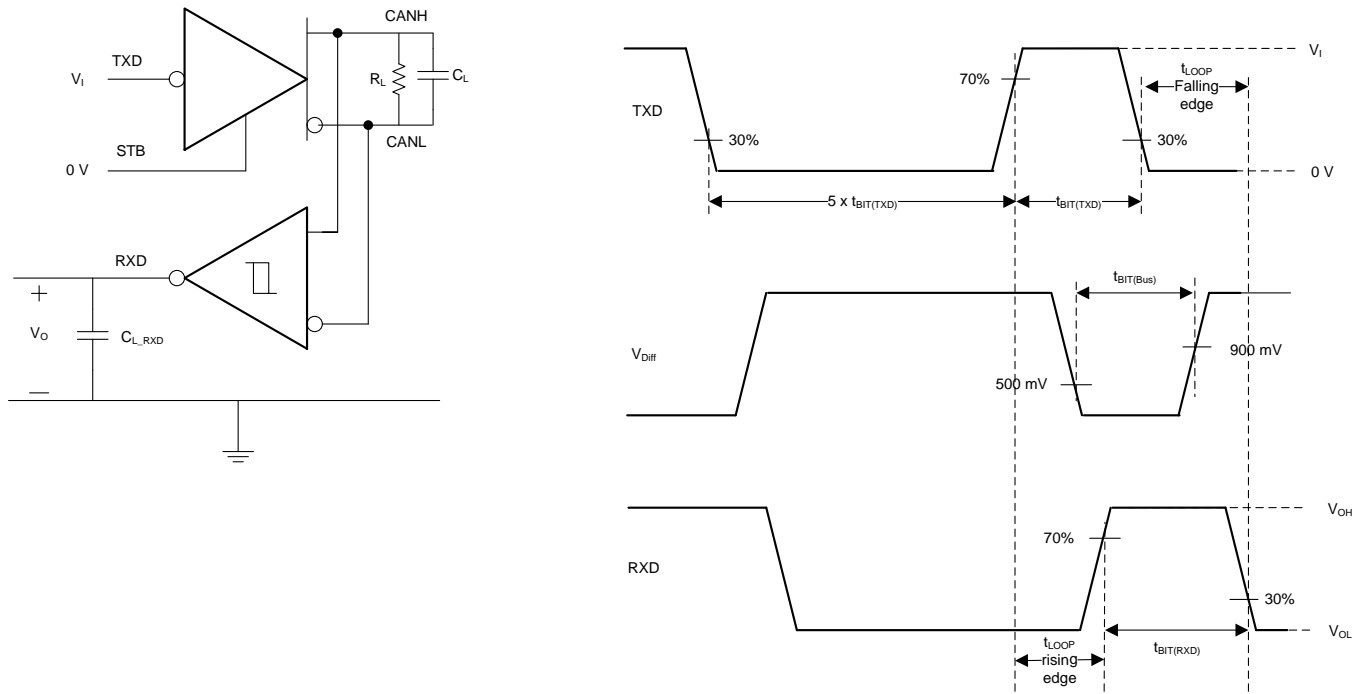 CANH
TXD
V_I
R_L
C_L
STB
CANL
0 V
RXD
+
V_O
C_L_RXD
—
V_I
70%
t_LOOP
Falling
edge
TXD
30%
30%
0 V
5 x t_BIT(TXD)
t_BIT(TXD)
t_BIT(Bus)
V_Diff
900 mV
500 mV
V_OH
70%
RXD
30%
V_OL
t_LOOP
rising
edge
t_BIT(RXD)